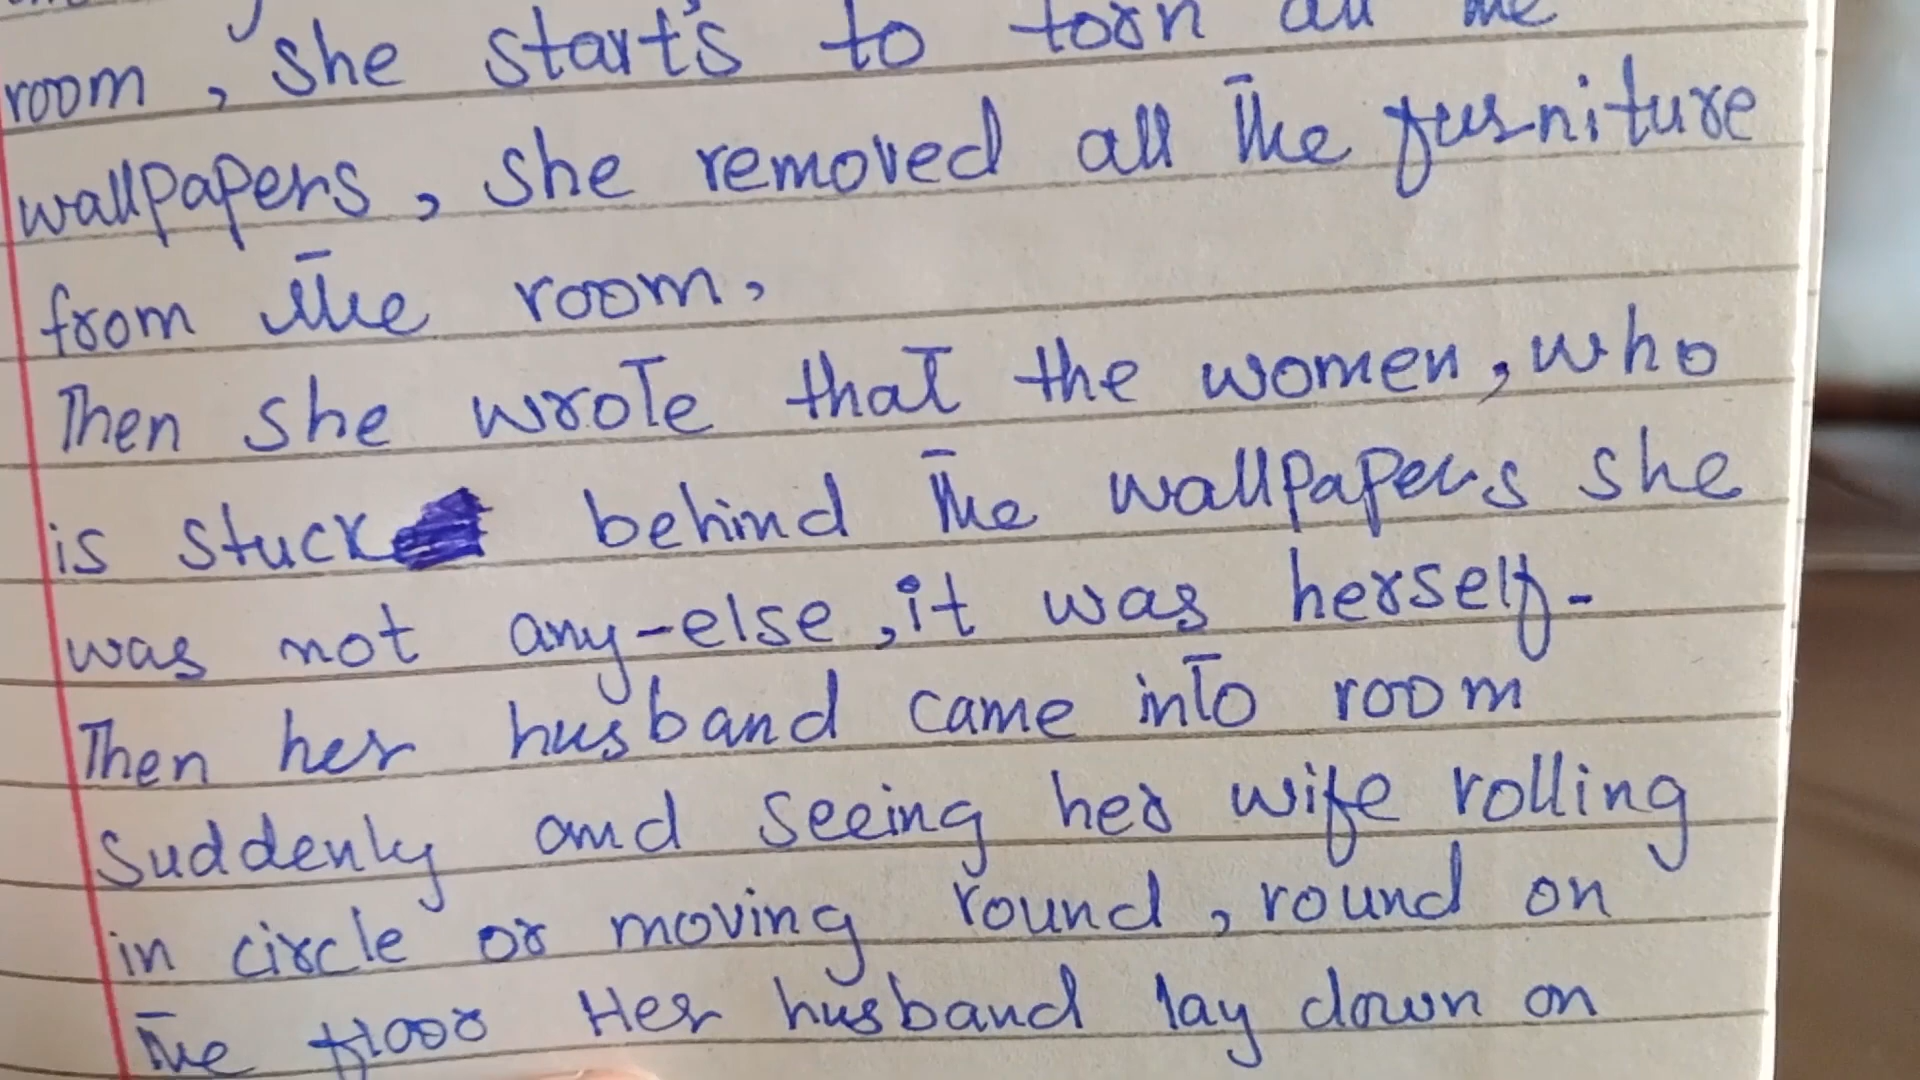 room, she starts to torn all the
wallpapers, she removed all the furniture
from the room,
Then she wrote that the women, who
is stuck behind the wallpapers she
was not any-else, it was herself-
Then her husband came into room
suddenly and seeing her wife rolling
in circle or moving round, round on
the floor Her husband lay down on